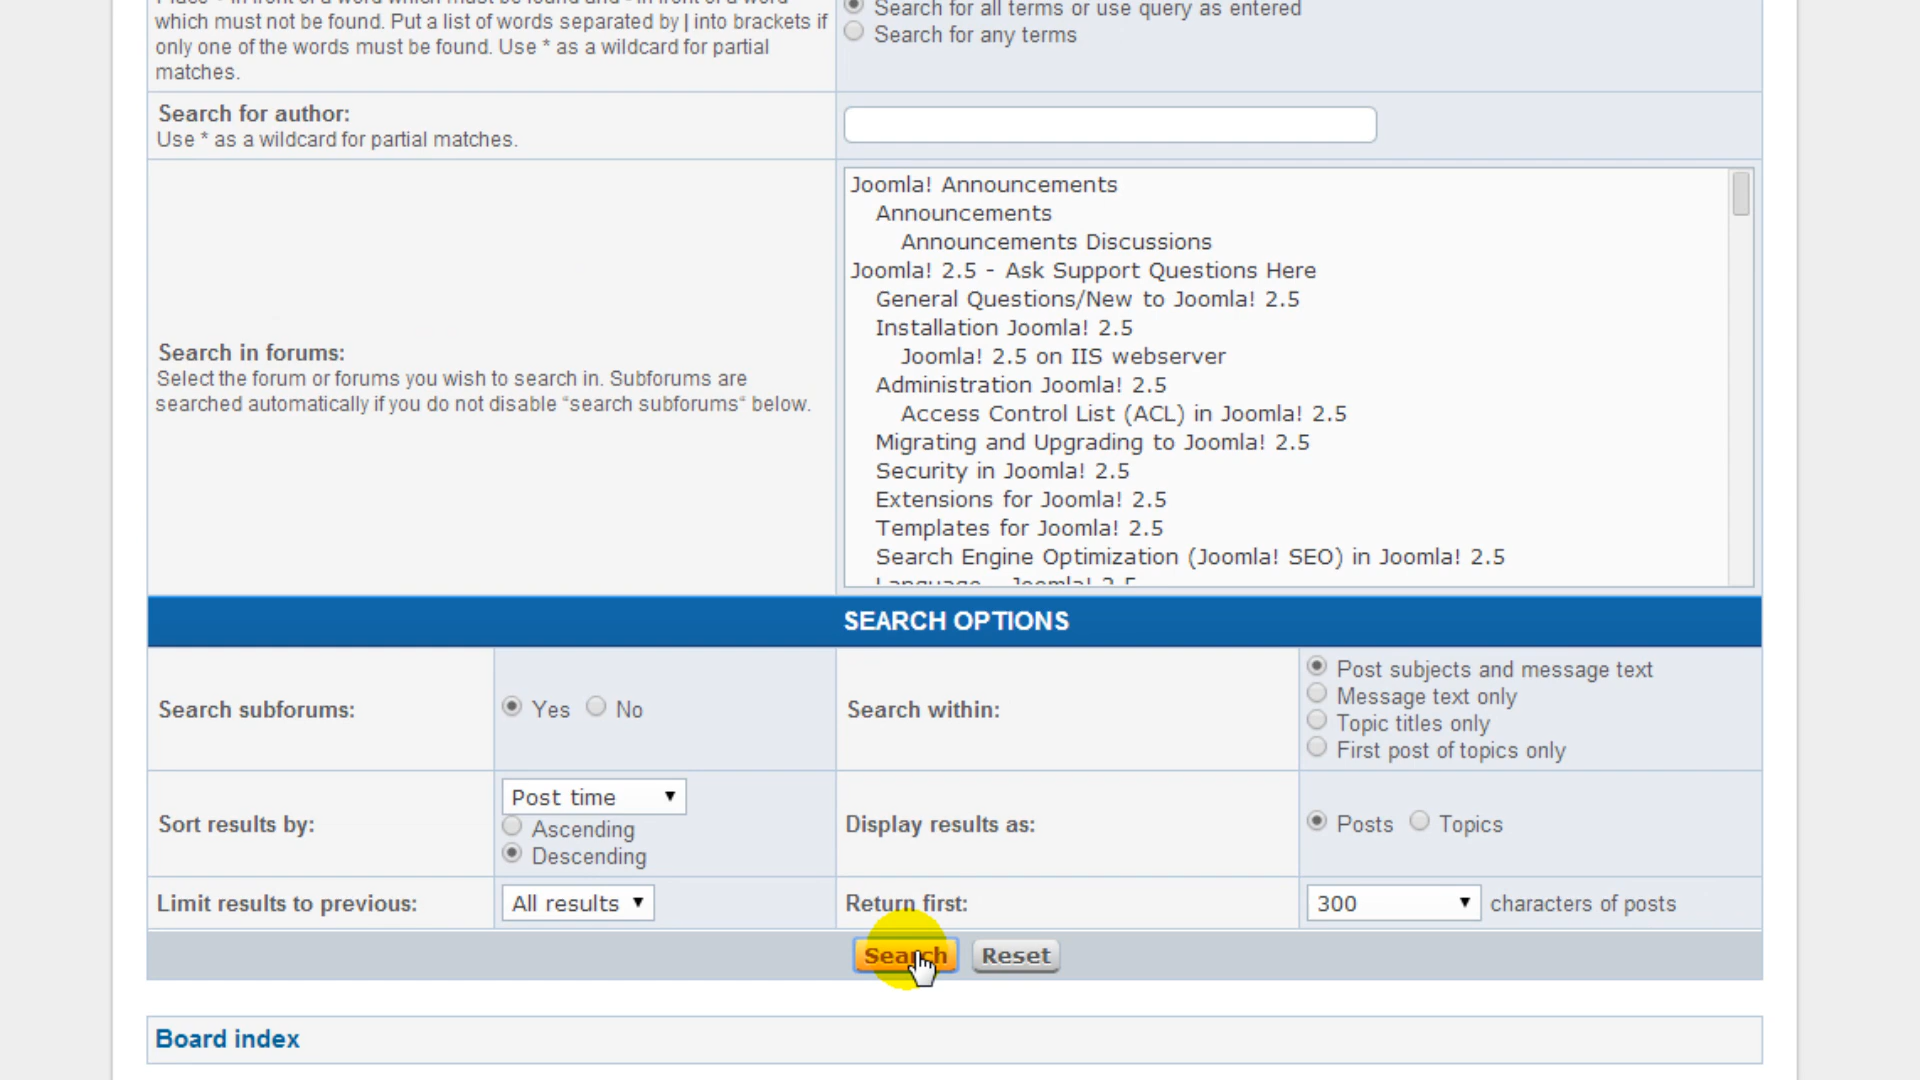 which must not be found. Put a list of words separated by | into brackets if
only one of the words must be found. Use * as a wildcard for partial
matches.
Search for all terms or use query as entered
Search for any terms
Search for author:
Use * as a wildcard for partial matches.
Search in forums:
Select the forum or forums you wish to search in. Subforums are
searched automatically if you do not disable “search subforums“ below.
Joomla! Announcements
Announcements
Announcements Discussions
Joomla! 2.5 - Ask Support Questions Here
General Questions/New to Joomla! 2.5
Installation Joomla! 2.5
Joomla! 2.5 on IIS webserver
Administration Joomla! 2.5
Access Control List (ACL) in Joomla! 2.5
Migrating and Upgrading to Joomla! 2.5
Security in Joomla! 2.5
Extensions for Joomla! 2.5
Templates for Joomla! 2.5
Search Engine Optimization (Joomla! SEO) in Joomla! 2.5
Language - Joomla! 2.5
SEARCH OPTIONS
Search subforums:
Yes No
Search within:
Post subjects and message text
Message text only
Topic titles only
First post of topics only
Sort results by:
Post time
Ascending
Descending
Display results as:
Posts Topics
Limit results to previous:
All results
Return first:
300 characters of posts
Search Reset
Board index